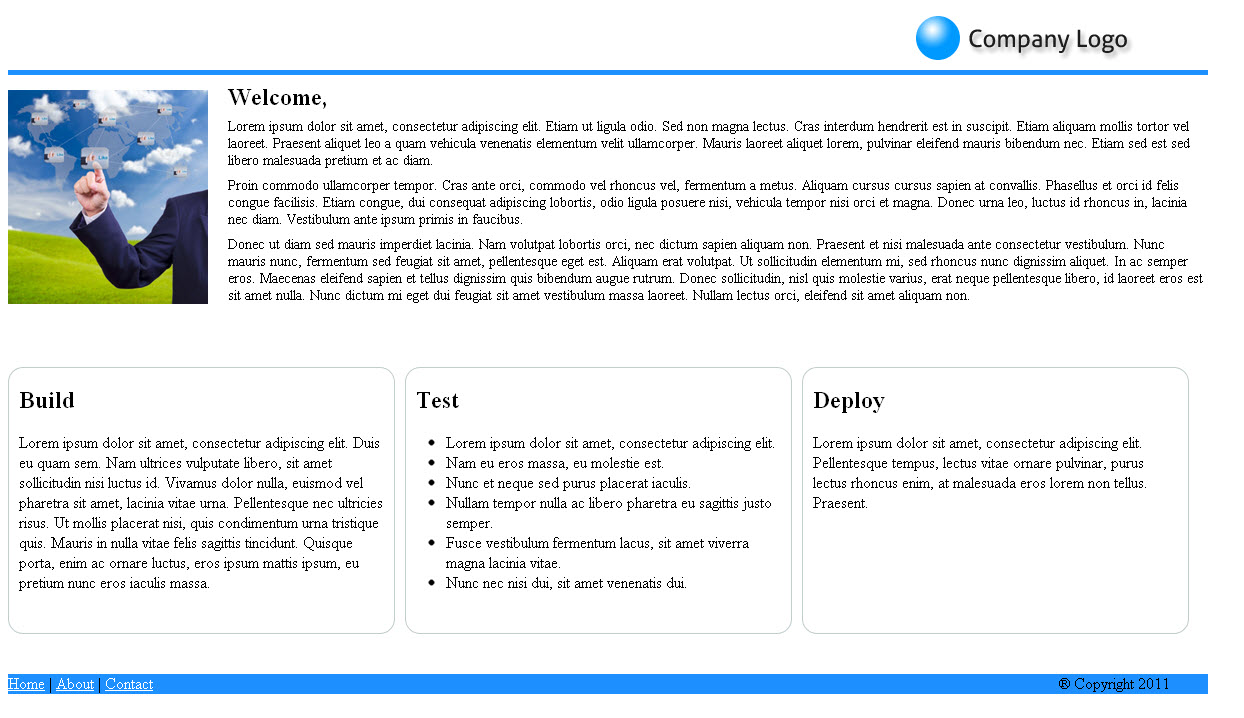 Company Logo
Welcome,
Lorem ipsum dolor sit amet, consectetur adipiscing elit. Etiam ut ligula odio. Sed non magna lectus. Cras interdum hendrerit est in suscipit. Etiam aliquam mollis tortor vel
laoreet. Praesent aliquet leo a quam vehicula venenatis elementum velit ullamcorper. Mauris laoreet aliquet lorem, pulvinar eleifend mauris bibendum nec. Etiam sed est sed
libero malesuada pretium et ac diam.
Proin commodo ullamcorper tempor. Cras ante orci, commodo vel rhoncus vel, fermentum a metus. Aliquam cursus cursus sapien at convallis. Phasellus et orci id felis
congue facilisis. Etiam congue, dui consequat adipiscing lobortis, odio ligula posuere nisi, vehicula tempor nisi orci et magna. Donec urna leo, luctus id rhoncus in, lacinia
nec diam. Vestibulum ante ipsum primis in faucibus.
Donec ut diam sed mauris imperdiet lacinia. Nam volutpat lobortis orci, nec dictum sapien aliquam non. Praesent et nisi malesuada ante consectetur vestibulum. Nunc
mauris nunc, fermentum sed feugiat sit amet, pellentesque eget est. Aliquam erat volutpat. Ut sollicitudin elementum mi, sed rhoncus nunc dignissim aliquet. In ac semper
eros. Maecenas eleifend sapien et tellus dignissim quis bibendum augue rutrum. Donec sollicitudin, nisl quis molestie varius, erat neque pellentesque libero, id laoreet eros est
sit amet nulla. Nunc dictum mi eget dui feugiat sit amet vestibulum massa laoreet. Nullam lectus orci, eleifend sit amet aliquam non.
Build
Lorem ipsum dolor sit amet, consectetur adipiscing elit. Duis
eu quam sem. Nam ultrices vulputate libero, sit amet
sollicitudin nisi luctus id. Vivamus dolor nulla, euismod vel
pharetra sit amet, lacinia vitae urna. Pellentesque nec ultricies
risus. Ut mollis placerat nisi, quis condimentum urna tristique
quis. Mauris in nulla vitae felis sagittis tincidunt. Quisque
porta, enim ac ornare luctus, eros ipsum mattis ipsum, eu
pretium nunc eros iaculis massa.
Test
• Lorem ipsum dolor sit amet, consectetur adipiscing elit.
• Nam eu eros massa, eu molestie est.
• Nunc et neque sed purus placerat iaculis.
• Nullam tempor nulla ac libero pharetra eu sagittis justo
semper.
• Fusce vestibulum fermentum lacus, sit amet viverra
magna lacinia vitae.
• Nunc nec nisi dui, sit amet venenatis dui.
Deploy
Lorem ipsum dolor sit amet, consectetur adipiscing elit.
Pellentesque tempus, lectus vitae ornare pulvinar, purus
lectus rhoncus enim, at malesuada eros lorem non tellus.
Praesent.
Home | About | Contact
® Copyright 2011